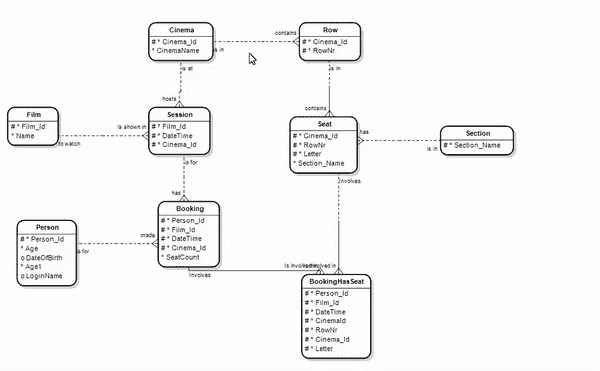 Cinema
# * Cinema_Id
* CinemaName
contains
is in
Row
# * Cinema_Id
* RowNr
is at
is in
hosts
contains
Film
# * Film_Id
* Name
is shown in
to watch
Session
# * Film_Id
# * DateTime
# * Cinema_Id
Seat
# * Cinema_Id
# * RowNr
# * Letter
* Section_Name
has
is in
Section
# * Section_Name
is for
has
Involves
Person
# * Person_Id
* Age
o DateOfBirth
* Age1
o LoginName
made
is for
Booking
# * Person_Id
# * Film_Id
# * DateTime
# * Cinema_Id
* SeatCount
Involves
Is involved in
BookingHasSeat
# * Person_Id
# * Film_Id
# * DateTime
# * CinemaId
# * RowNr
# * Cinema_Id
# * Letter